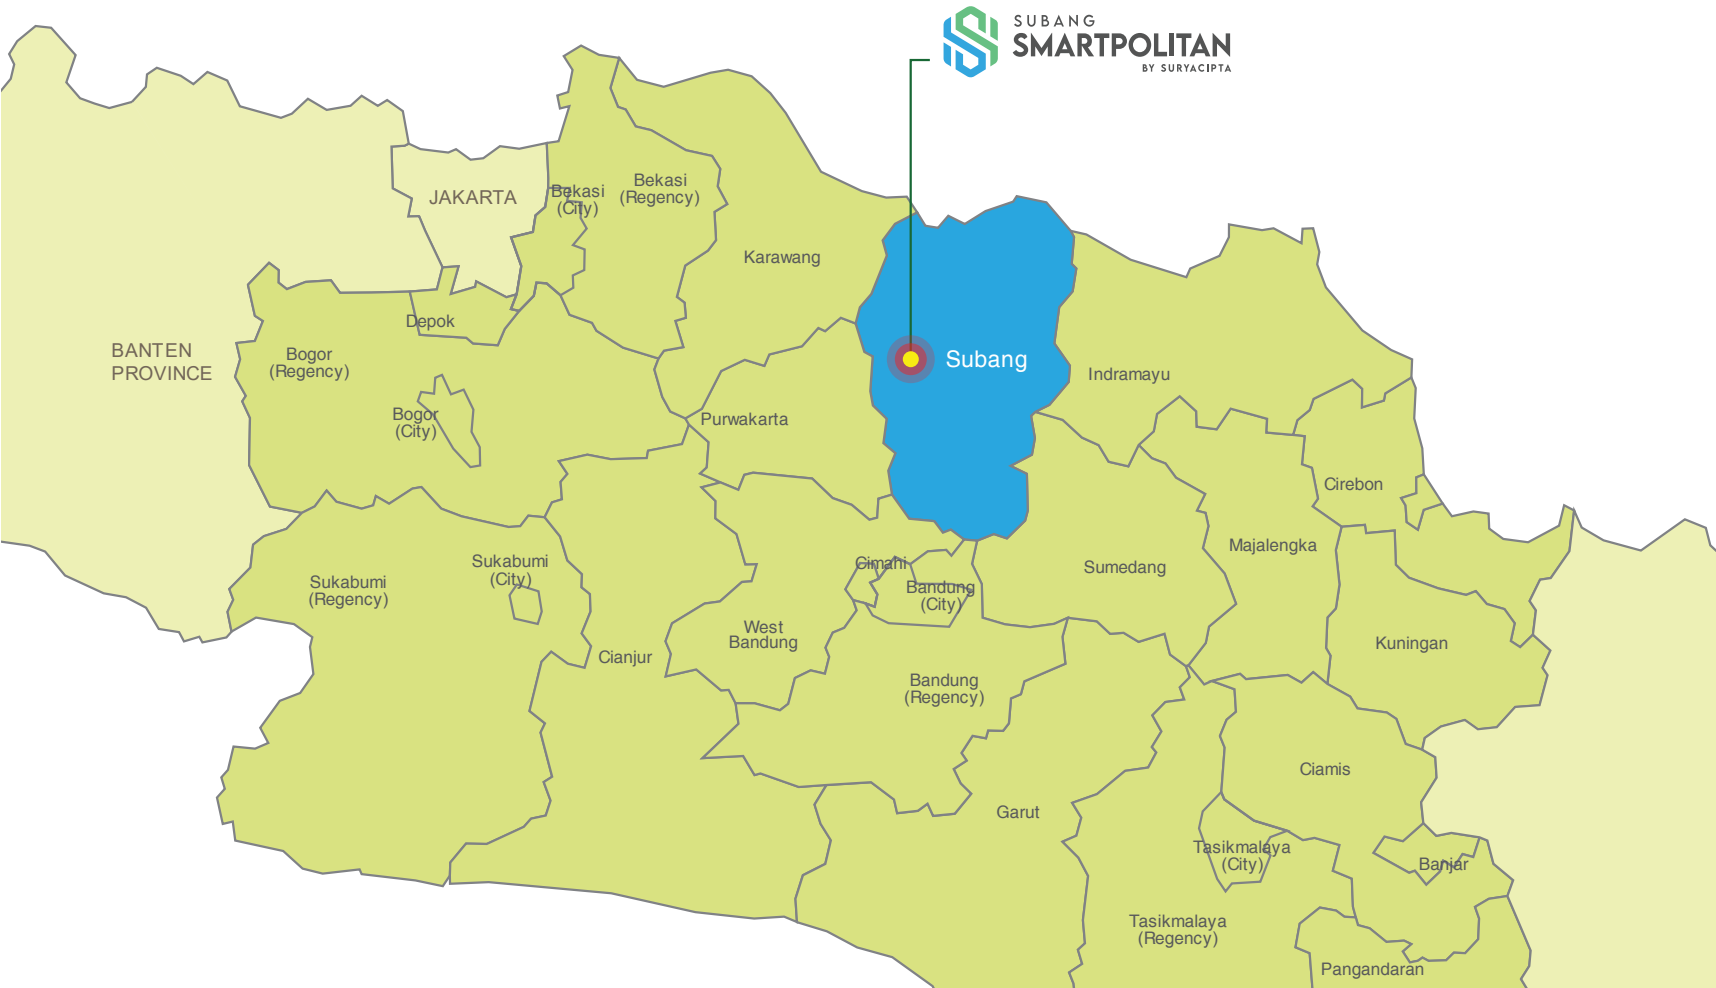 SUBANG
SMARTPOLITAN
BY SURYACIPTA
JAKARTA
Bekasi
(City)
Bekasi
(Regency)
Karawang
Depok
BANTEN
PROVINCE
Bogor
(Regency)
Bogor
(City)
Purwakarta
Subang
Indramayu
Cirebon
Sukabumi
(Regency)
Sukabumi
(City)
Cianjur
West
Bandung
Cimahi
Bandung
(City)
Bandung
(Regency)
Sumedang
Majalengka
Kuningan
Garut
Ciamis
Tasikmalaya
(City)
Banjar
Tasikmalaya
(Regency)
Pangandaran